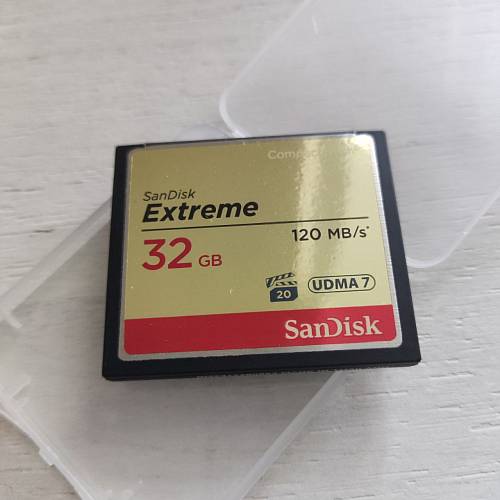 SanDisk
Extreme
120 MB/s*
32 GB
20
UDMA 7
SanDisk